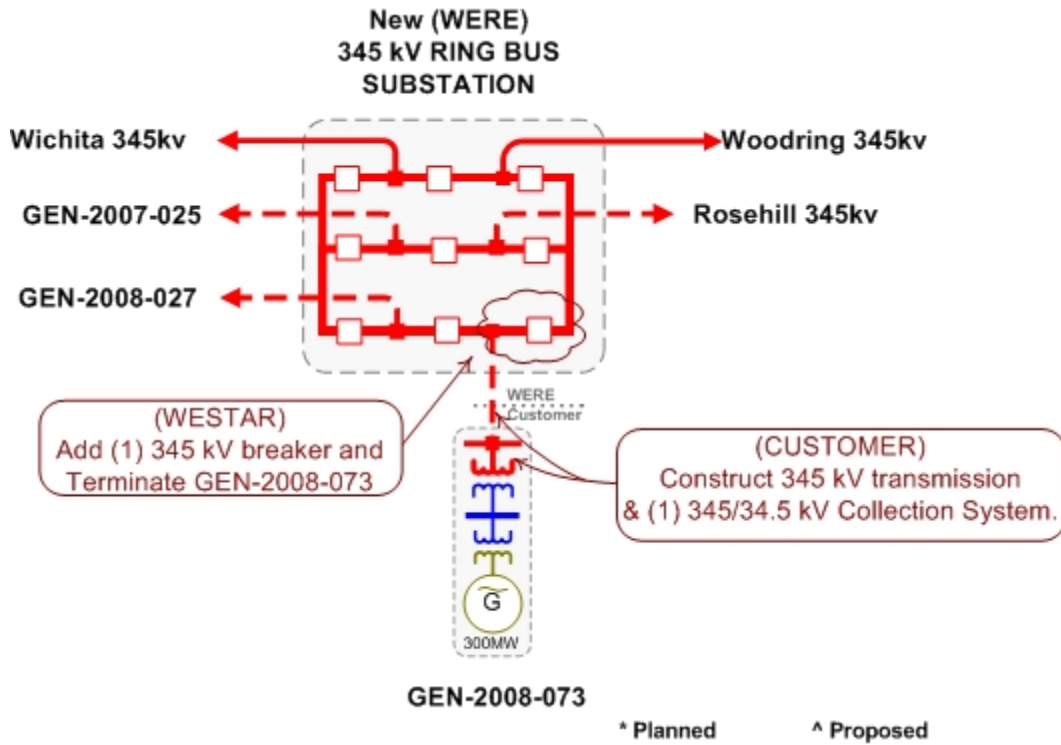 New (WERE)
345 kV RING BUS
SUBSTATION
Wichita 345kv
Woodring 345kv
GEN-2007-025
Rosehill 345kv
GEN-2008-027
WERE
Customer
(WESTAR)
Add (1) 345 kV breaker and
Terminate GEN-2008-073
(CUSTOMER)
Construct 345 kV transmission
& (1) 345/34.5 kV Collection System.
G
300MW
GEN-2008-073
* Planned
^ Proposed